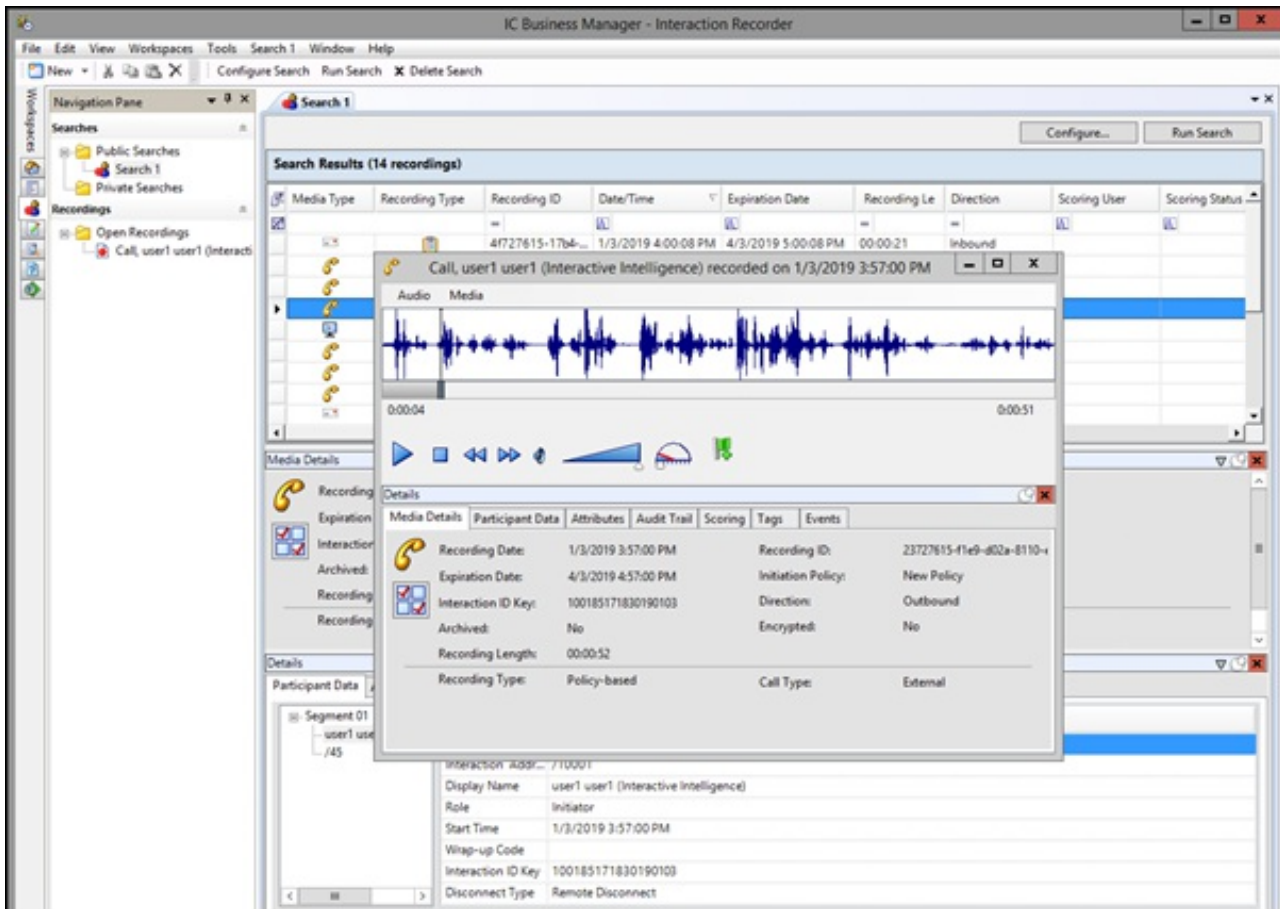 IC Business Manager - Interaction Recorder
File Edit View Workspaces Tools Search 1 Window Help
New Configure Search Run Search Delete Search
Workspaces
Navigation Pane
Searches
Public Searches
Search 1
Private Searches
Recordings
Open Recordings
Call, user1 user1 (Interacti
Search 1
Configure... Run Search
Search Results (14 recordings)
Media Type Recording Type Recording ID Date/Time Expiration Date Recording Le Direction Scoring User Scoring Status
4f727615-17b4-... 1/3/2019 4:00:08 PM 4/3/2019 5:00:08 PM 00:00:21 Inbound
Call, user1 user1 (Interactive Intelligence) recorded on 1/3/2019 3:57:00 PM
Audio Media
0:00:04 0:00:51
Details
Media Details Participant Data Attributes Audit Trail Scoring Tags Events
Recording Date: 1/3/2019 3:57:00 PM Recording ID: 23727615-f1e9-d02a-8110-
Expiration Date: 4/3/2019 4:57:00 PM Initiation Policy: New Policy
Interaction ID Key: 100185171830190103 Direction: Outbound
Archived: No Encrypted: No
Recording Length: 00:00:52
Recording Type: Policy-based Call Type: External
Media Details
Recording
Expiration
Interaction
Archived:
Recording
Recording
Details
Participant Data
Segment 01
user1 use
/45
Interaction Addr... /10001
Display Name user1 user1 (Interactive Intelligence)
Role Initiator
Start Time 1/3/2019 3:57:00 PM
Wrap-up Code
Interaction ID Key 100185171830190103
Disconnect Type Remote Disconnect